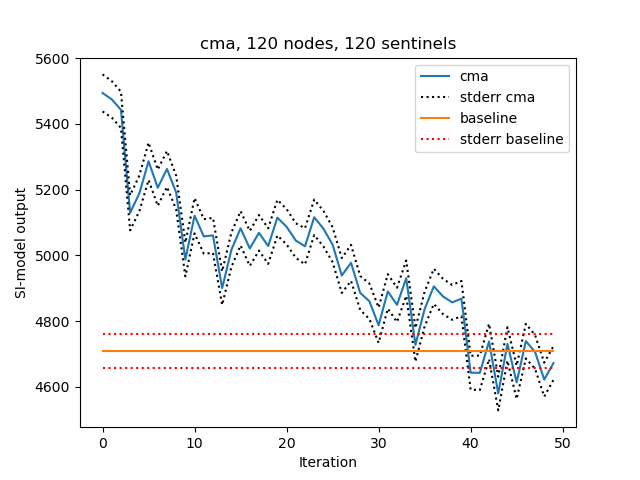 cma, 120 nodes, 120 sentinels
5600
5400
5200
5000
4800
4600
SI-model output
cma
stderr cma
baseline
stderr baseline
0 10 20 30 40 50
Iteration